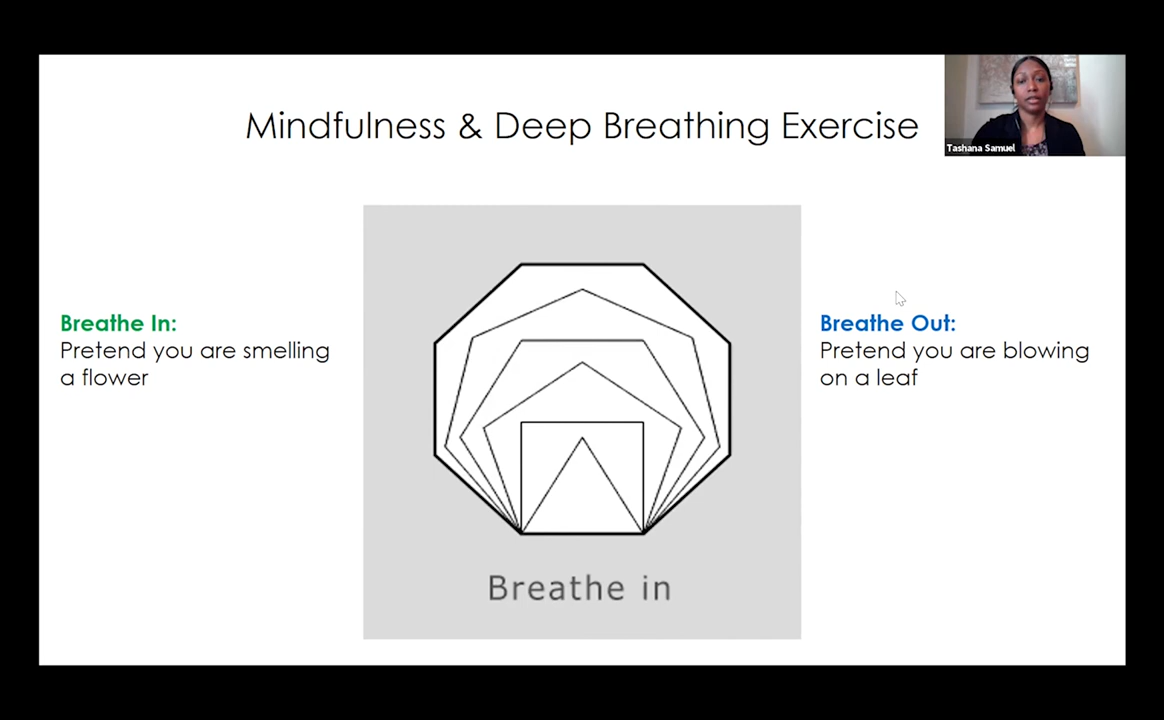 Mindfulness & Deep Breathing Exercise
Tashana Samuel
Breathe In:
Pretend you are smelling
a flower
Breathe Out:
Pretend you are blowing
on a leaf
Breathe in